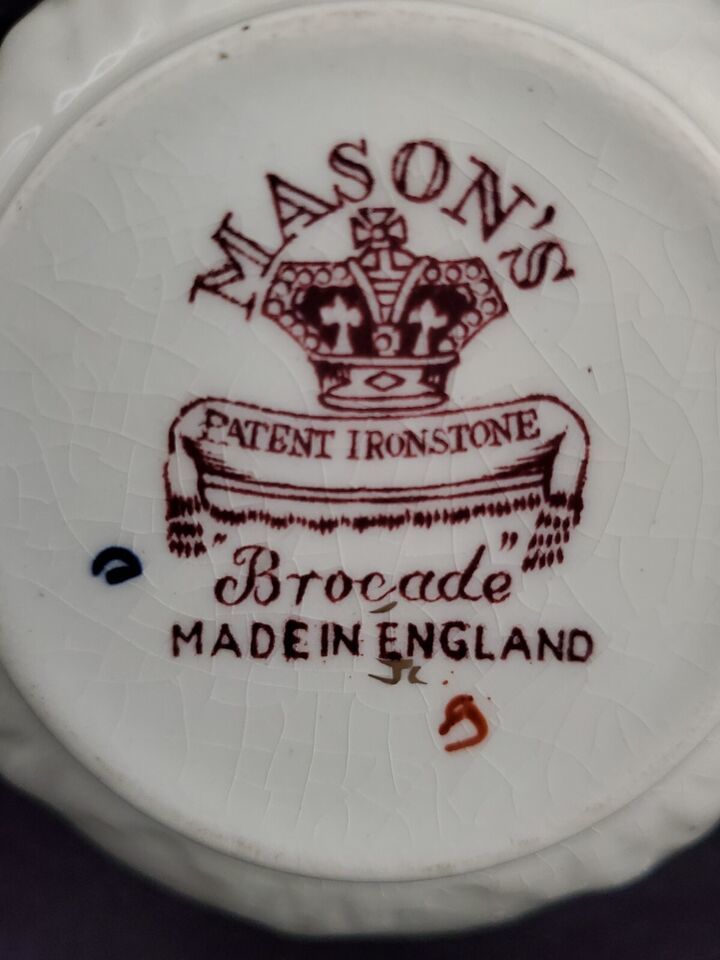 MASON'S
PATENT IRONSTONE
"Brocade"
MADE IN ENGLAND